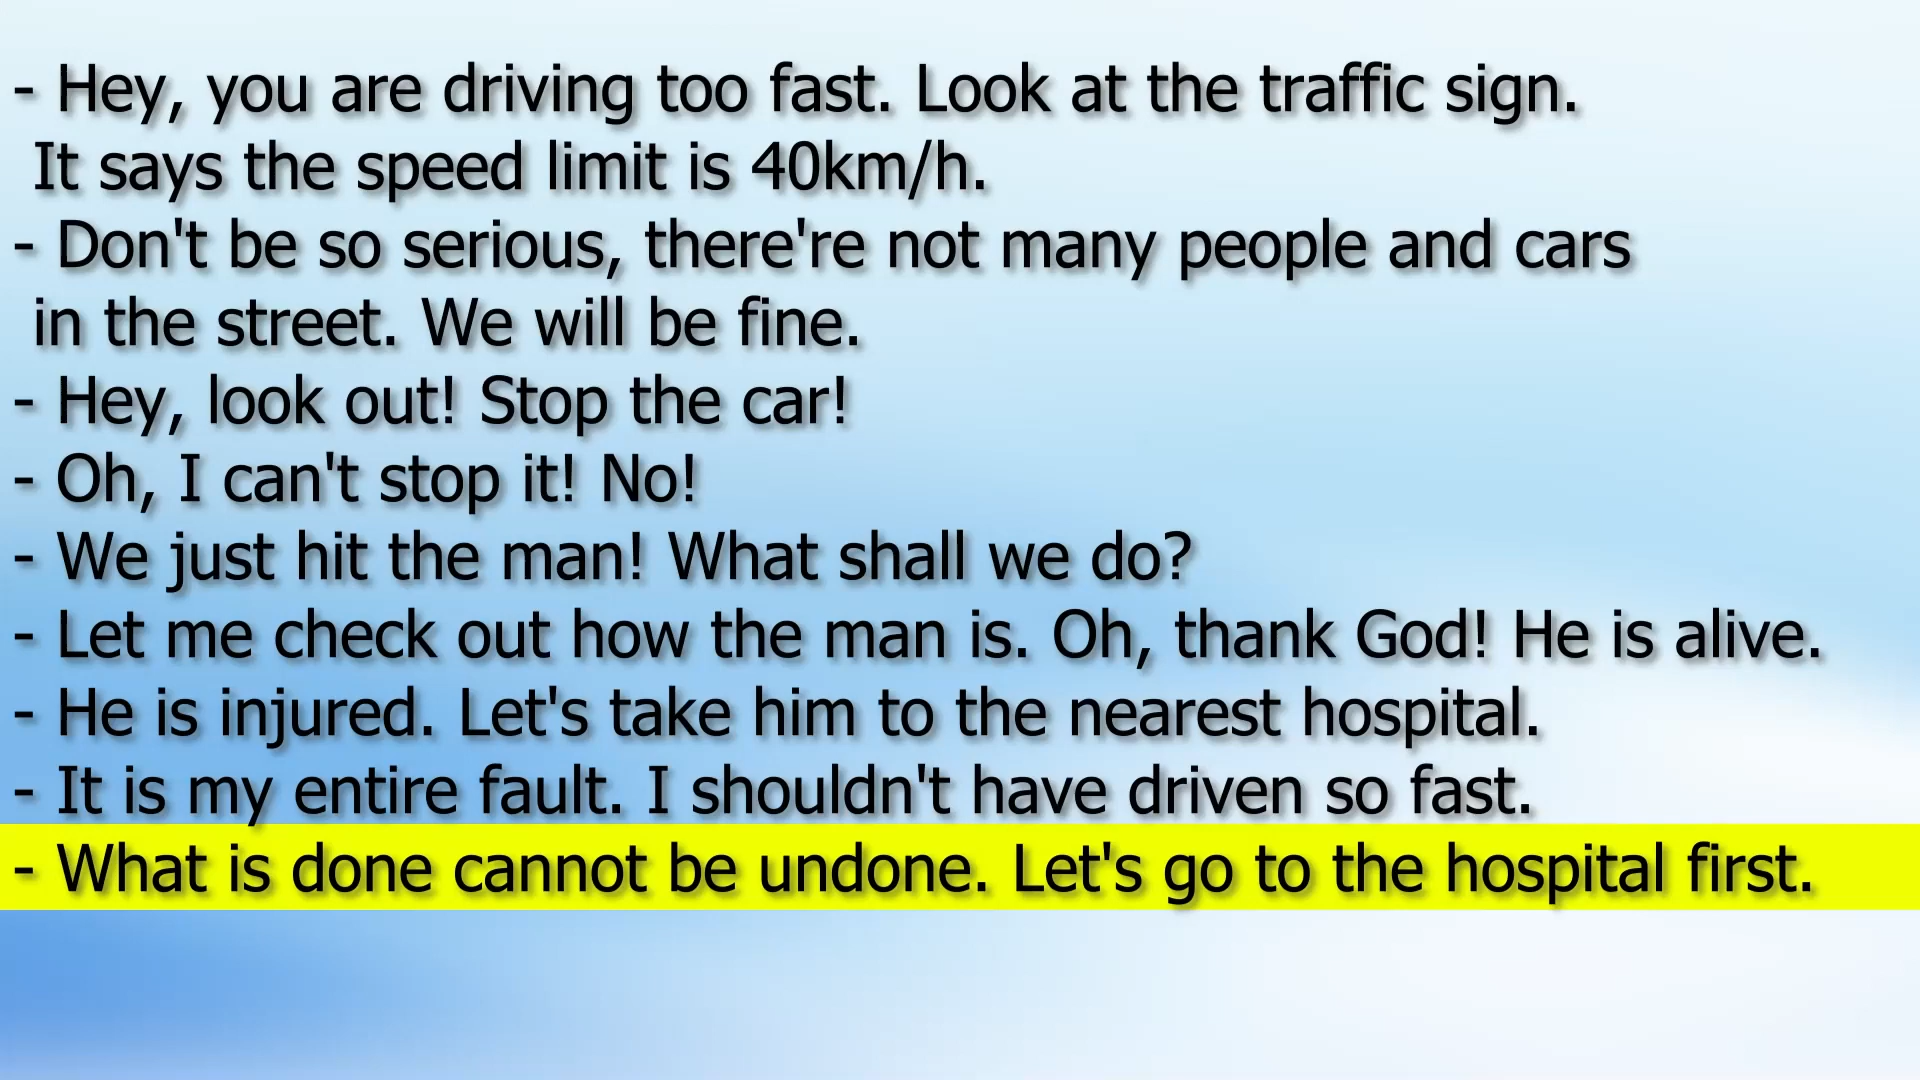 - Hey, you are driving too fast. Look at the traffic sign.
It says the speed limit is 40km/h.
- Don't be so serious, there're not many people and cars
in the street. We will be fine.
- Hey, look out! Stop the car!
- Oh, I can't stop it! No!
- We just hit the man! What shall we do?
- Let me check out how the man is. Oh, thank God! He is alive.
- He is injured. Let's take him to the nearest hospital.
- It is my entire fault. I shouldn't have driven so fast.
- What is done cannot be undone. Let's go to the hospital first.